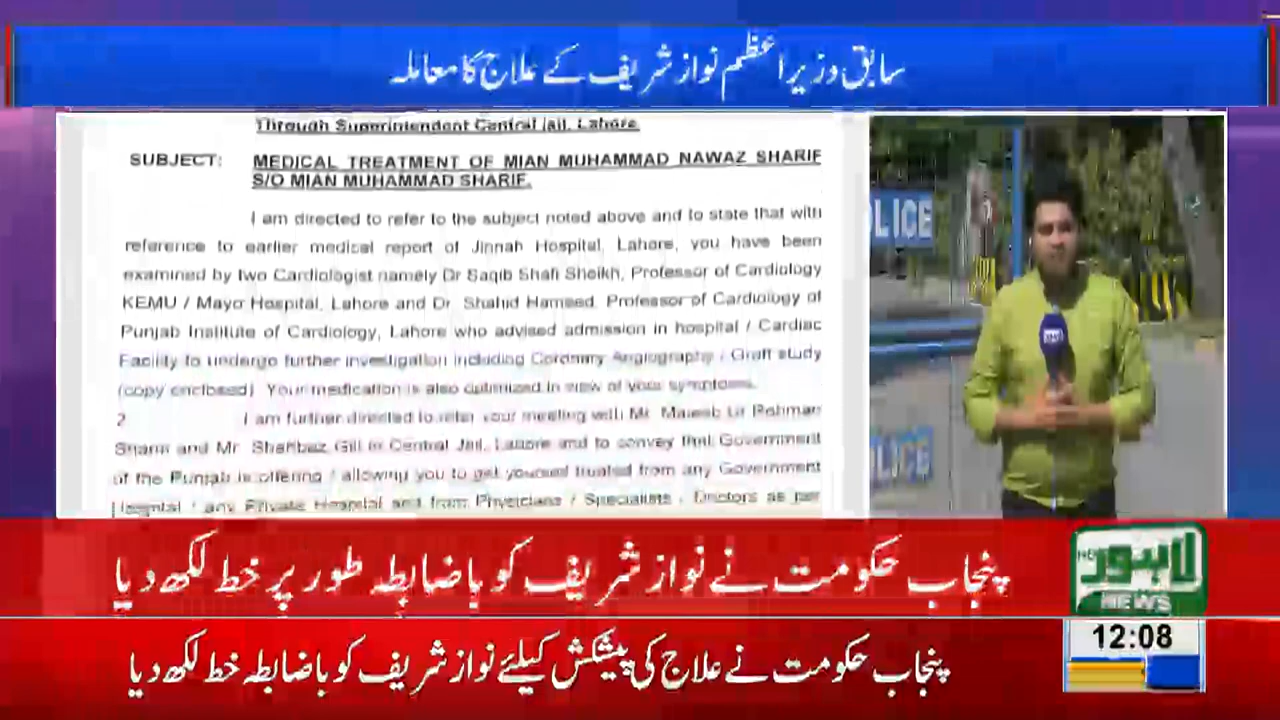 سابق وزیراعظم نواز شریف کے علاج کا معاملہ
Through Superintendent Central Jail, Lahore.
SUBJECT: MEDICAL TREATMENT OF MIAN MUHAMMAD NAWAZ SHARIF
S/O MIAN MUHAMMAD SHARIF.
I am directed to refer to the subject noted above and to state that with
reference to earlier medical report of Jinnah Hospital, Lahore, you have been
examined by two Cardiologist namely Dr Saqib Shafi Sheikh, Professor of Cardiology
KEMU / Mayo Hospital, Lahore and Dr. Shahid Hameed, Professor of Cardiology of
Punjab Institute of Cardiology, Lahore who advised admission in hospital / Cardiac
Facility to undergo further investigation including Coronary Angiography / Graft study
(copy enclosed). Your medication is also optimized in view of your symptoms.
2 I am further directed to refer your meeting with Mr. Mujeeb Ur Rehman
and Mr. Shahbaz Gill in Central Jail, Lahore and to convey that Government
of the Punjab is offering / allowing you to get yourself treated from any Government
Hospital / any Private Hospital and from Physicians / Specialists / Doctors as per
POLICE
POLICE
پنجاب حکومت نے نواز شریف کو باضابطہ طور پر خط لکھ دیا
لاہور
NEWS
پنجاب حکومت نے علاج کی پیشکش کیلئے نواز شریف کو باضابطہ خط لکھ دیا
12:08